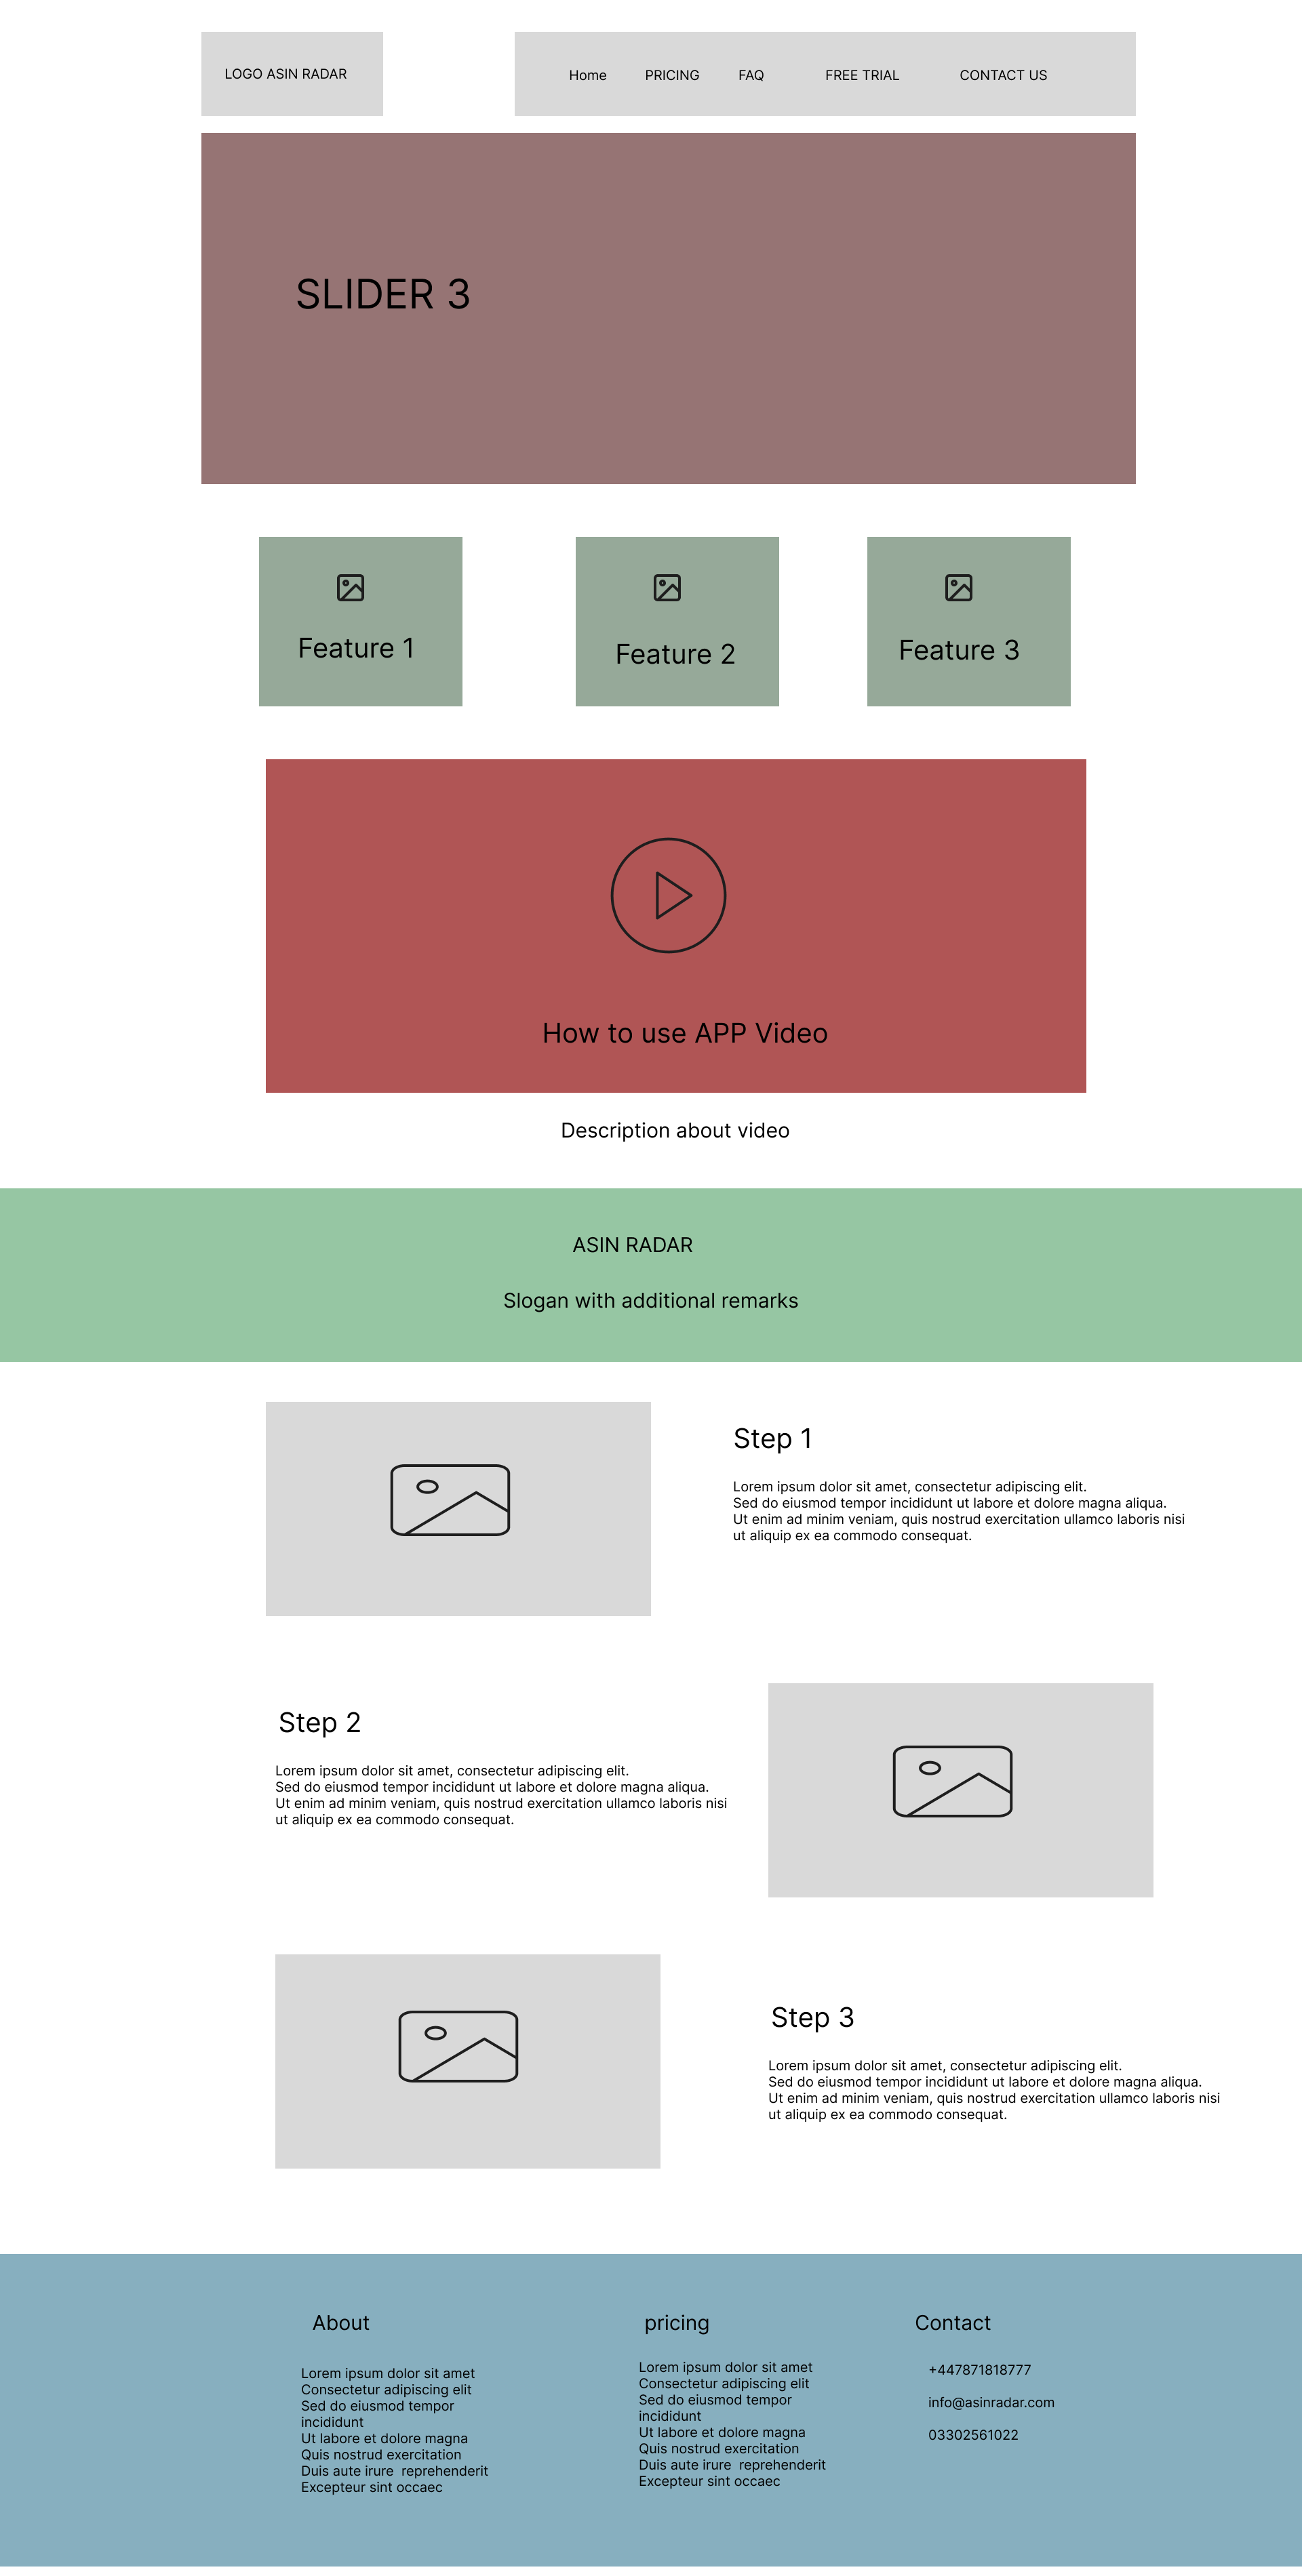 LOGO ASIN RADAR
Home
PRICING
FAQ
FREE TRIAL
CONTACT US
SLIDER 3
Feature 1
Feature 2
Feature 3
How to use APP Video
Description about video
ASIN RADAR
Slogan with additional remarks
Step 1
Lorem ipsum dolor sit amet, consectetur adipiscing elit.
Sed do eiusmod tempor incididunt ut labore et dolore magna aliqua.
Ut enim ad minim veniam, quis nostrud exercitation ullamco laboris nisi
ut aliquip ex ea commodo consequat.
Step 2
Lorem ipsum dolor sit amet, consectetur adipiscing elit.
Sed do eiusmod tempor incididunt ut labore et dolore magna aliqua.
Ut enim ad minim veniam, quis nostrud exercitation ullamco laboris nisi
ut aliquip ex ea commodo consequat.
Step 3
Lorem ipsum dolor sit amet, consectetur adipiscing elit.
Sed do eiusmod tempor incididunt ut labore et dolore magna aliqua.
Ut enim ad minim veniam, quis nostrud exercitation ullamco laboris nisi
ut aliquip ex ea commodo consequat.
About
Lorem ipsum dolor sit amet
Consectetur adipiscing elit
Sed do eiusmod tempor
incididunt
Ut labore et dolore magna
Quis nostrud exercitation
Duis aute irure  reprehenderit
Excepteur sint occaec
pricing
Lorem ipsum dolor sit amet
Consectetur adipiscing elit
Sed do eiusmod tempor
incididunt
Ut labore et dolore magna
Quis nostrud exercitation
Duis aute irure  reprehenderit
Excepteur sint occaec
Contact
+447871818777
info@asinradar.com
03302561022